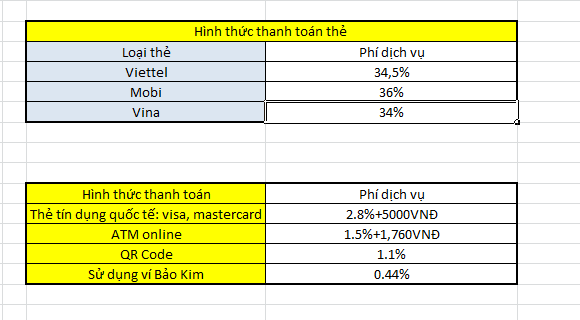 Hình thức thanh toán thẻ
Loại thẻ Phí dịch vụ
Viettel 34,5%
Mobi 36%
Vina 34%
Hình thức thanh toán Phí dịch vụ
Thẻ tín dụng quốc tế: visa, mastercard 2.8%+5000VNĐ
ATM online 1.5%+1,760VNĐ
QR Code 1.1%
Sử dụng ví Bảo Kim 0.44%